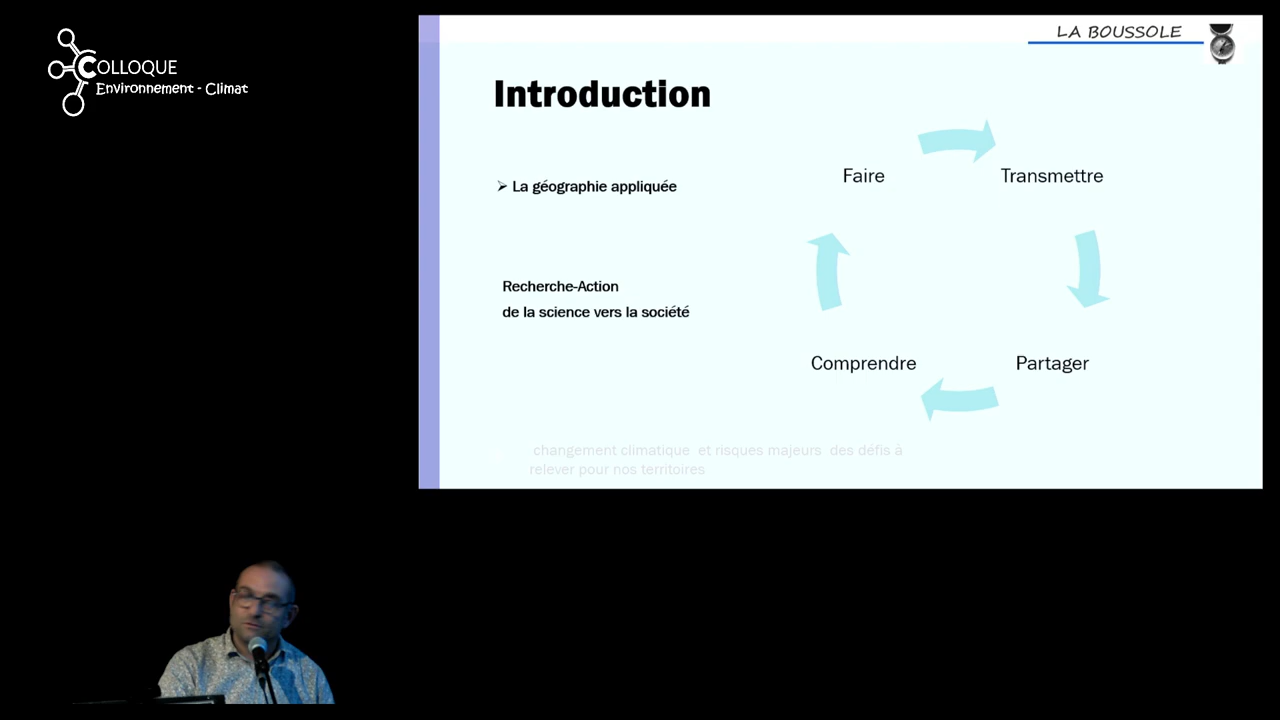 COLLOQUE
Environnement - Climat
LA BOUSSOLE
Introduction
La géographie appliquée
Recherche-Action
de la science vers la société
Faire
Transmettre
Comprendre
Partager
changement climatique et risques majeurs des défis à
relever pour nos territoires